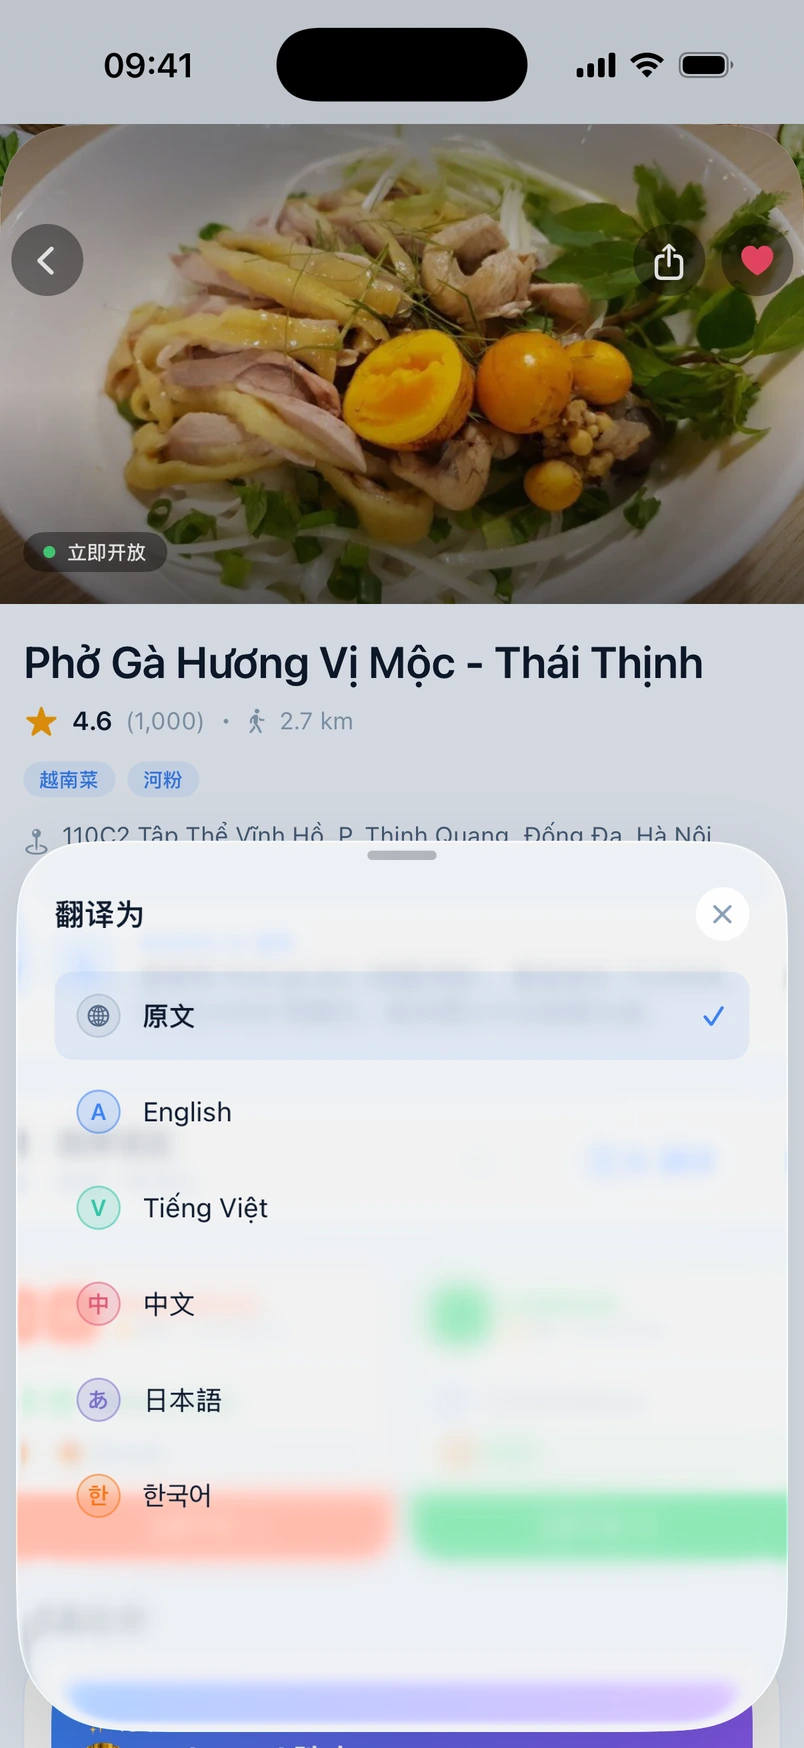 09:41
立即开放
Phở Gà Hương Vị Mộc - Thái Thịnh
4.6 (1,000) • 2.7 km
越南菜 河粉
110C2 Tập Thể Vĩnh Hồ, P. Thịnh Quang, Đống Đa, Hà Nội
翻译为
原文
A English
V Tiếng Việt
中 中文
あ 日本語
한 한국어